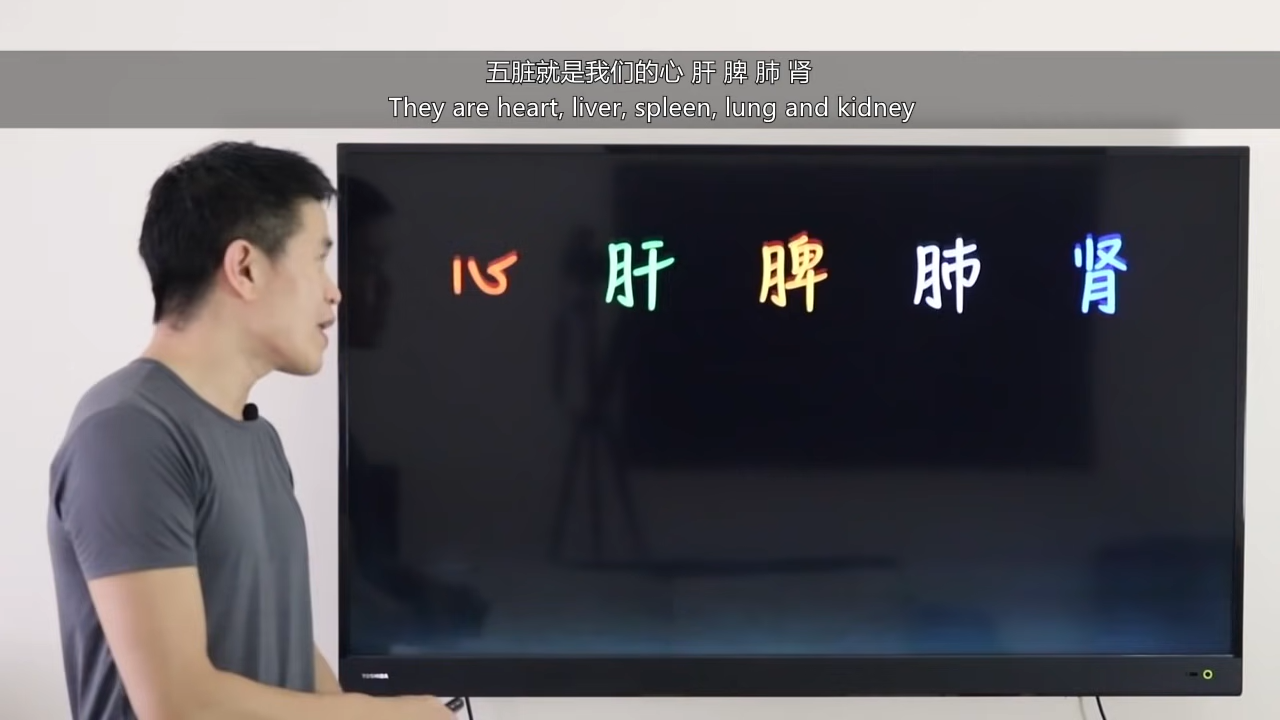 五脏就是我们的心 肝 脾 肺 肾
They are heart, liver, spleen, lung and kidney
心 肝 脾 肺 肾
TOSHIBA